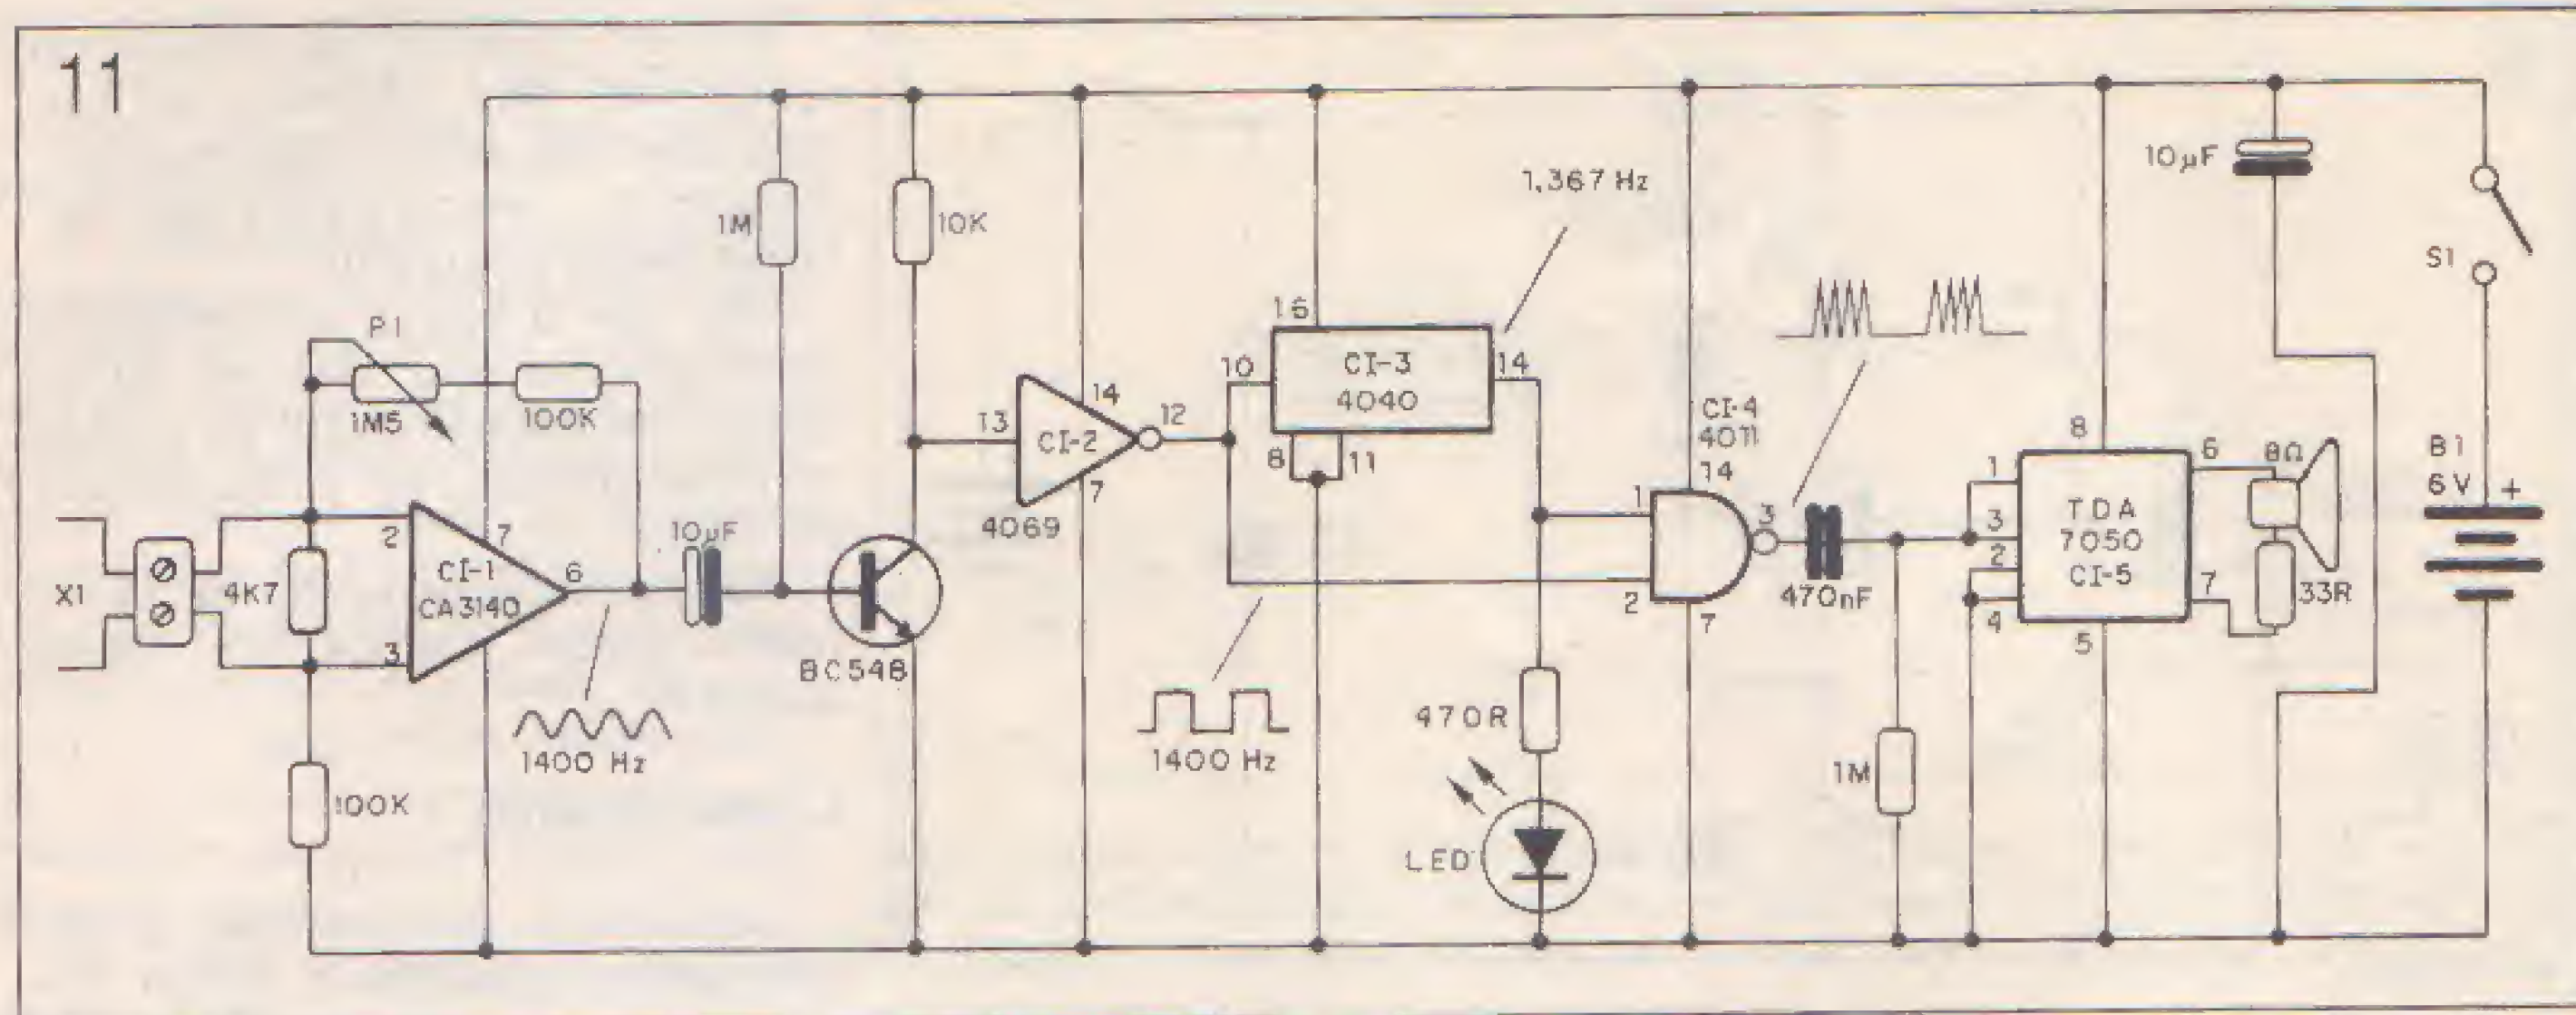 11
P1
1M5
100K
X1
4K7
2
3
7
CI-1
CA3140
6
100K
1400 Hz
10µF
1M
10K
BC548
13
CI-2
14
12
7
4069
16
10
CI-3
4040
14
8
11
1,367 Hz
1400 Hz
470R
LED
CI-4
4011
14
1
2
3
7
470nF
1M
8
1
3
2
4
TDA
7050
CI-5
6
7
5
8Ω
33R
10µF
S1
B1
6V +